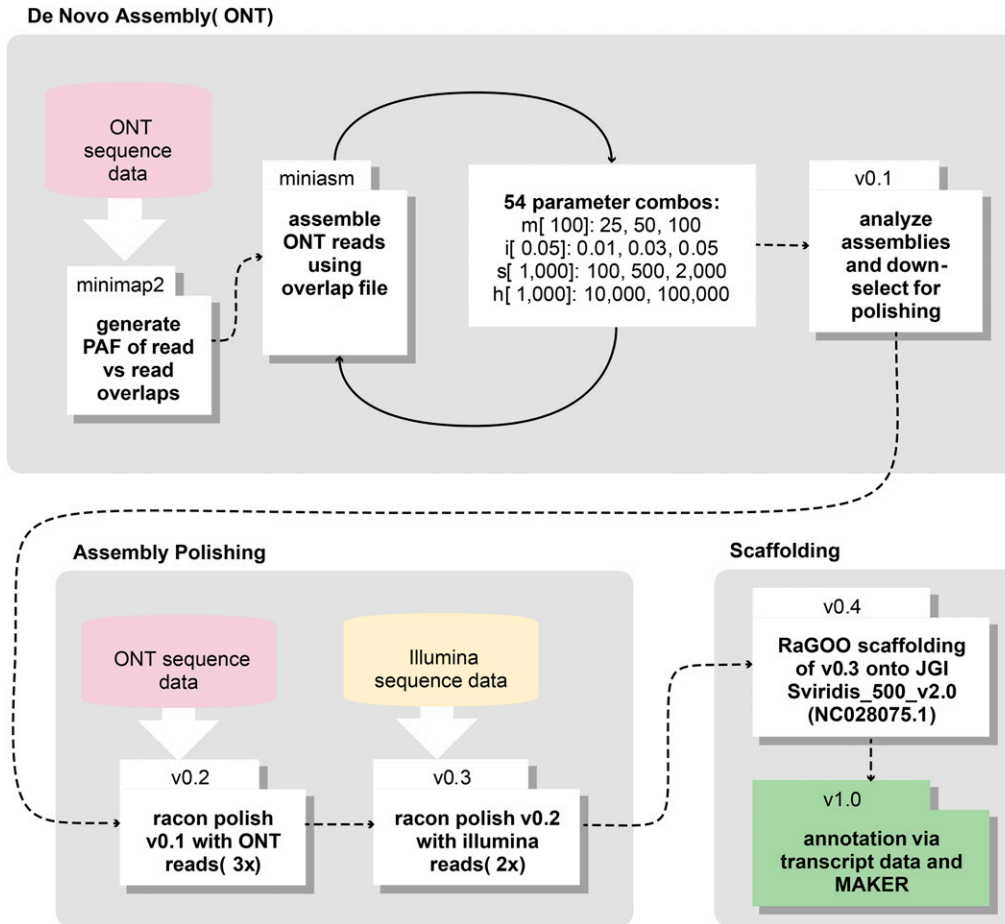 De Novo Assembly( ONT)
ONT
sequence
data
minimap2
generate
PAF of read
vs read
overlaps
miniasm
assemble
ONT reads
using
overlap file
54 parameter combos:
m[ 100]: 25, 50, 100
i[ 0.05]: 0.01, 0.03, 0.05
s[ 1,000]: 100, 500, 2,000
h[ 1,000]: 10,000, 100,000
v0.1
analyze
assemblies
and down-
select for
polishing
Assembly Polishing
ONT sequence
data
v0.2
racon polish
v0.1 with ONT
reads( 3x)
Illumina
sequence data
v0.3
racon polish v0.2
with illumina
reads( 2x)
Scaffolding
v0.4
RaGOO scaffolding
of v0.3 onto JGI
Sviridis_500_v2.0
(NC028075.1)
v1.0
annotation via
transcript data and
MAKER